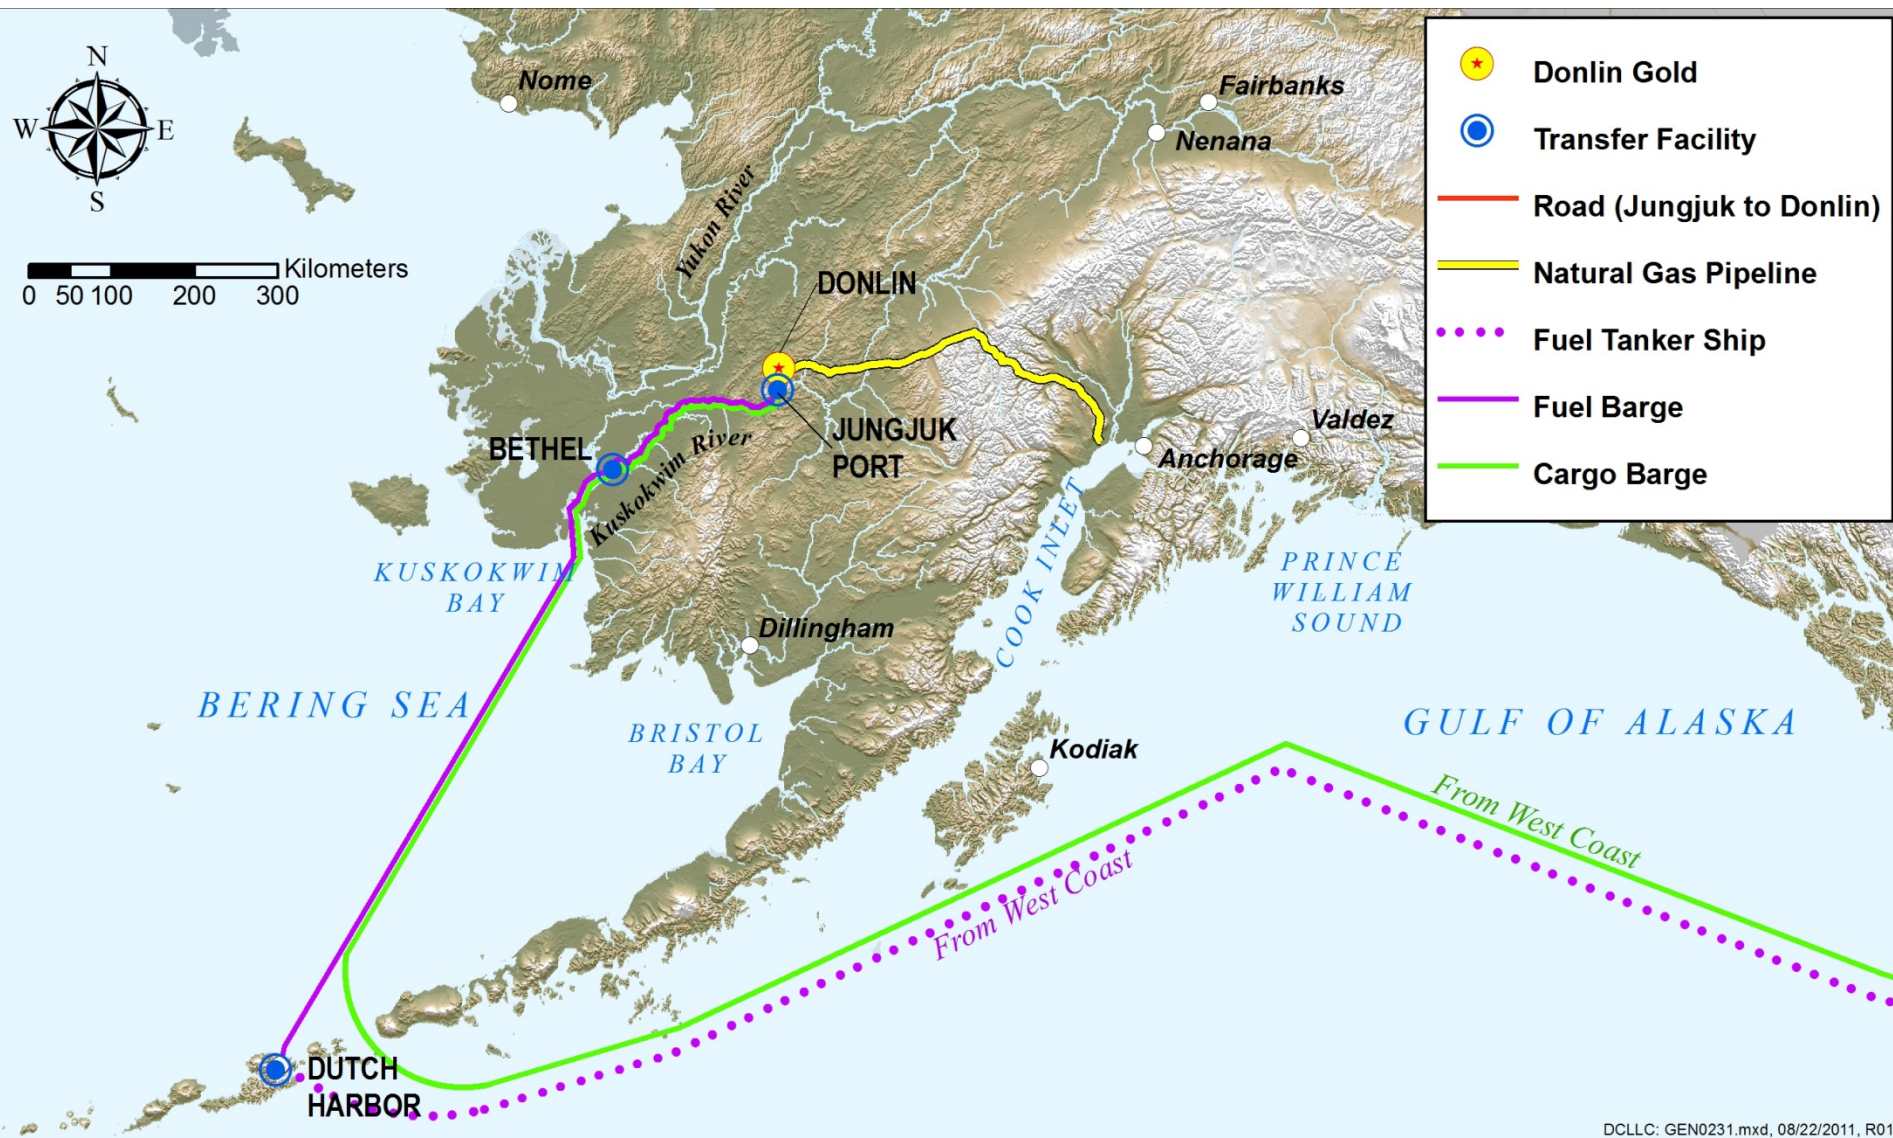 N
W
E
S
Kilometers
0 50 100 200 300
Nome
Fairbanks
Nenana
Yukon River
DONLIN
BETHEL
JUNGJUK
PORT
Kuskokwim River
Valdez
Anchorage
KUSKOKWIM
BAY
COOK INLET
PRINCE
WILLIAM
SOUND
Dillingham
BERING SEA
BRISTOL
BAY
GULF OF ALASKA
Kodiak
From West Coast
From West Coast
DUTCH
HARBOR
Donlin Gold
Transfer Facility
Road (Jungjuk to Donlin)
Natural Gas Pipeline
Fuel Tanker Ship
Fuel Barge
Cargo Barge
DCLLC: GEN0231.mxd, 08/22/2011, R01